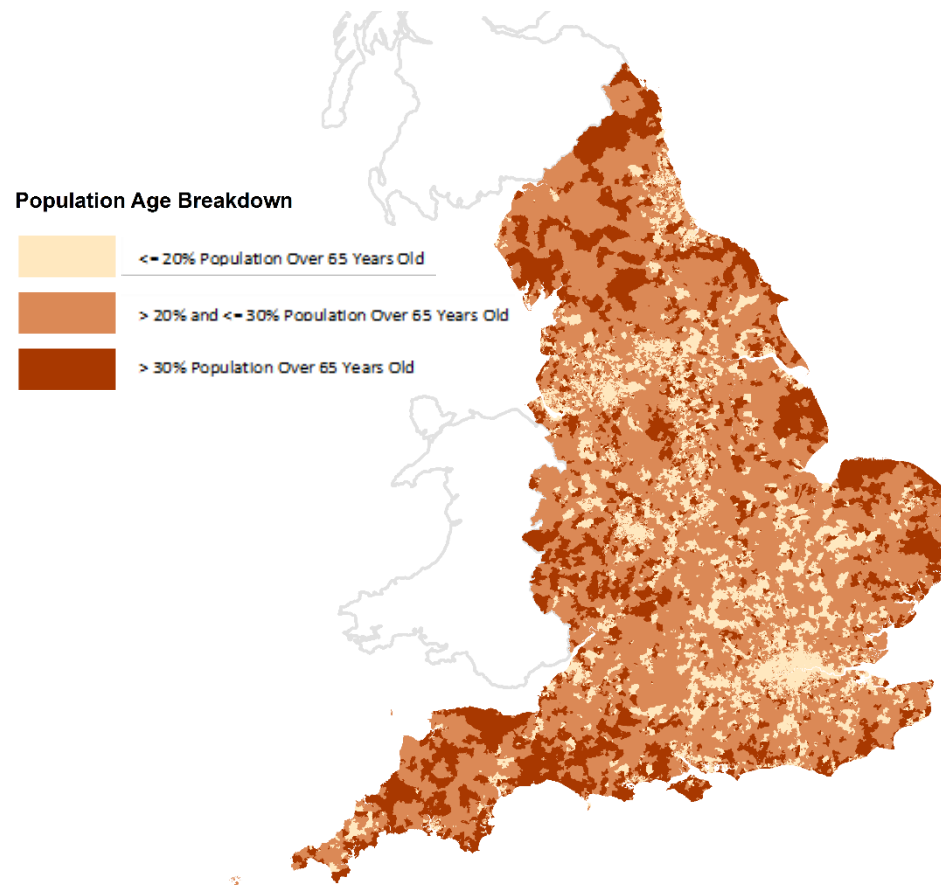 Population Age Breakdown
<= 20% Population Over 65 Years Old
> 20% and <= 30% Population Over 65 Years Old
> 30% Population Over 65 Years Old